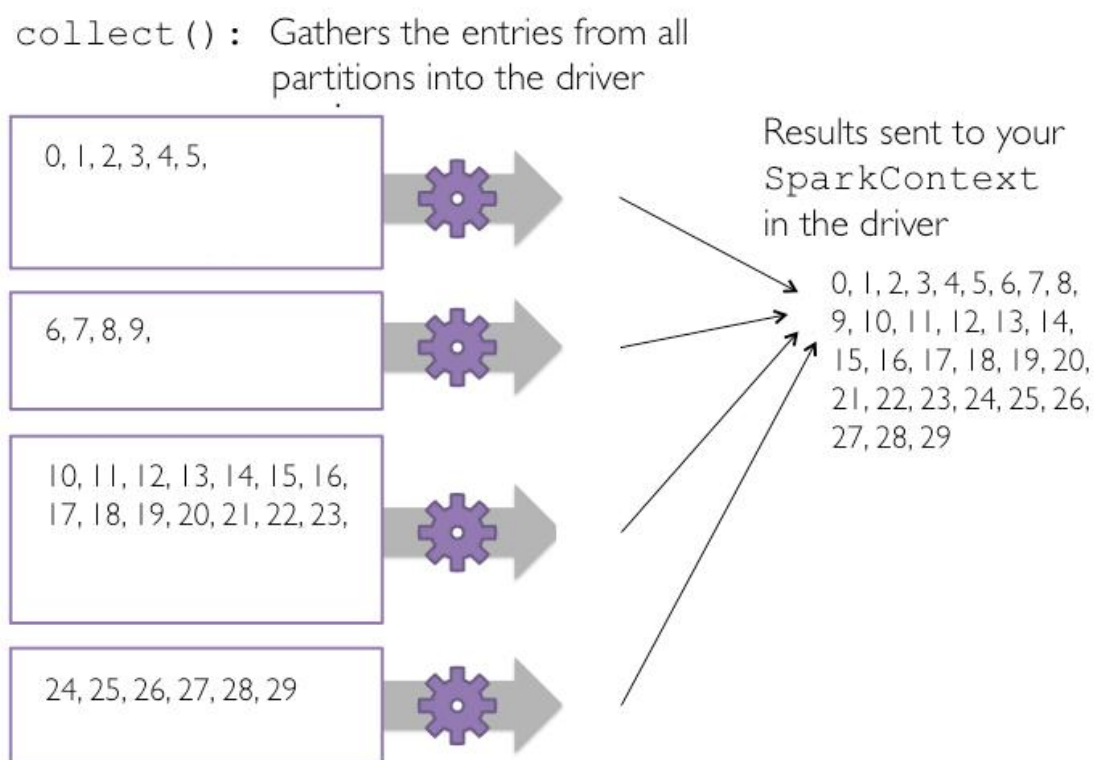 collect(): Gathers the entries from all
partitions into the driver
0, 1, 2, 3, 4, 5,
6, 7, 8, 9,
10, 11, 12, 13, 14, 15, 16,
17, 18, 19, 20, 21, 22, 23,
24, 25, 26, 27, 28, 29
Results sent to your
SparkContext
in the driver
0, 1, 2, 3, 4, 5, 6, 7, 8,
9, 10, 11, 12, 13, 14,
15, 16, 17, 18, 19, 20,
21, 22, 23, 24, 25, 26,
27, 28, 29